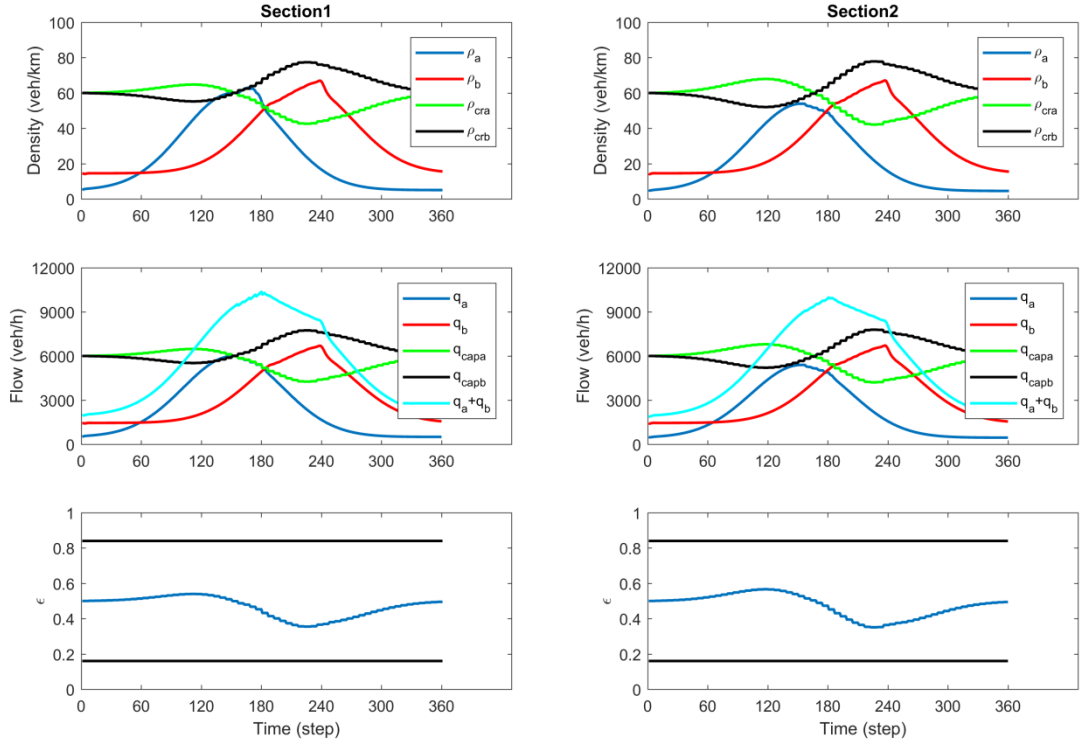 Section1
Density (veh/km)
100
80
60
40
20
0
ρa
ρb
ρcra
ρcrb
0 60 120 180 240 300 360
Section2
Density (veh/km)
100
80
60
40
20
0
ρa
ρb
ρcra
ρcrb
0 60 120 180 240 300 360
Flow (veh/h)
12000
9000
6000
3000
0
qa
qb
qcapa
qcapb
qa+qb
0 60 120 180 240 300 360
Flow (veh/h)
12000
9000
6000
3000
0
qa
qb
qcapa
qcapb
qa+qb
0 60 120 180 240 300 360
ϵ
1
0.8
0.6
0.4
0.2
0
0 60 120 180 240 300 360
Time (step)
ϵ
1
0.8
0.6
0.4
0.2
0
0 60 120 180 240 300 360
Time (step)